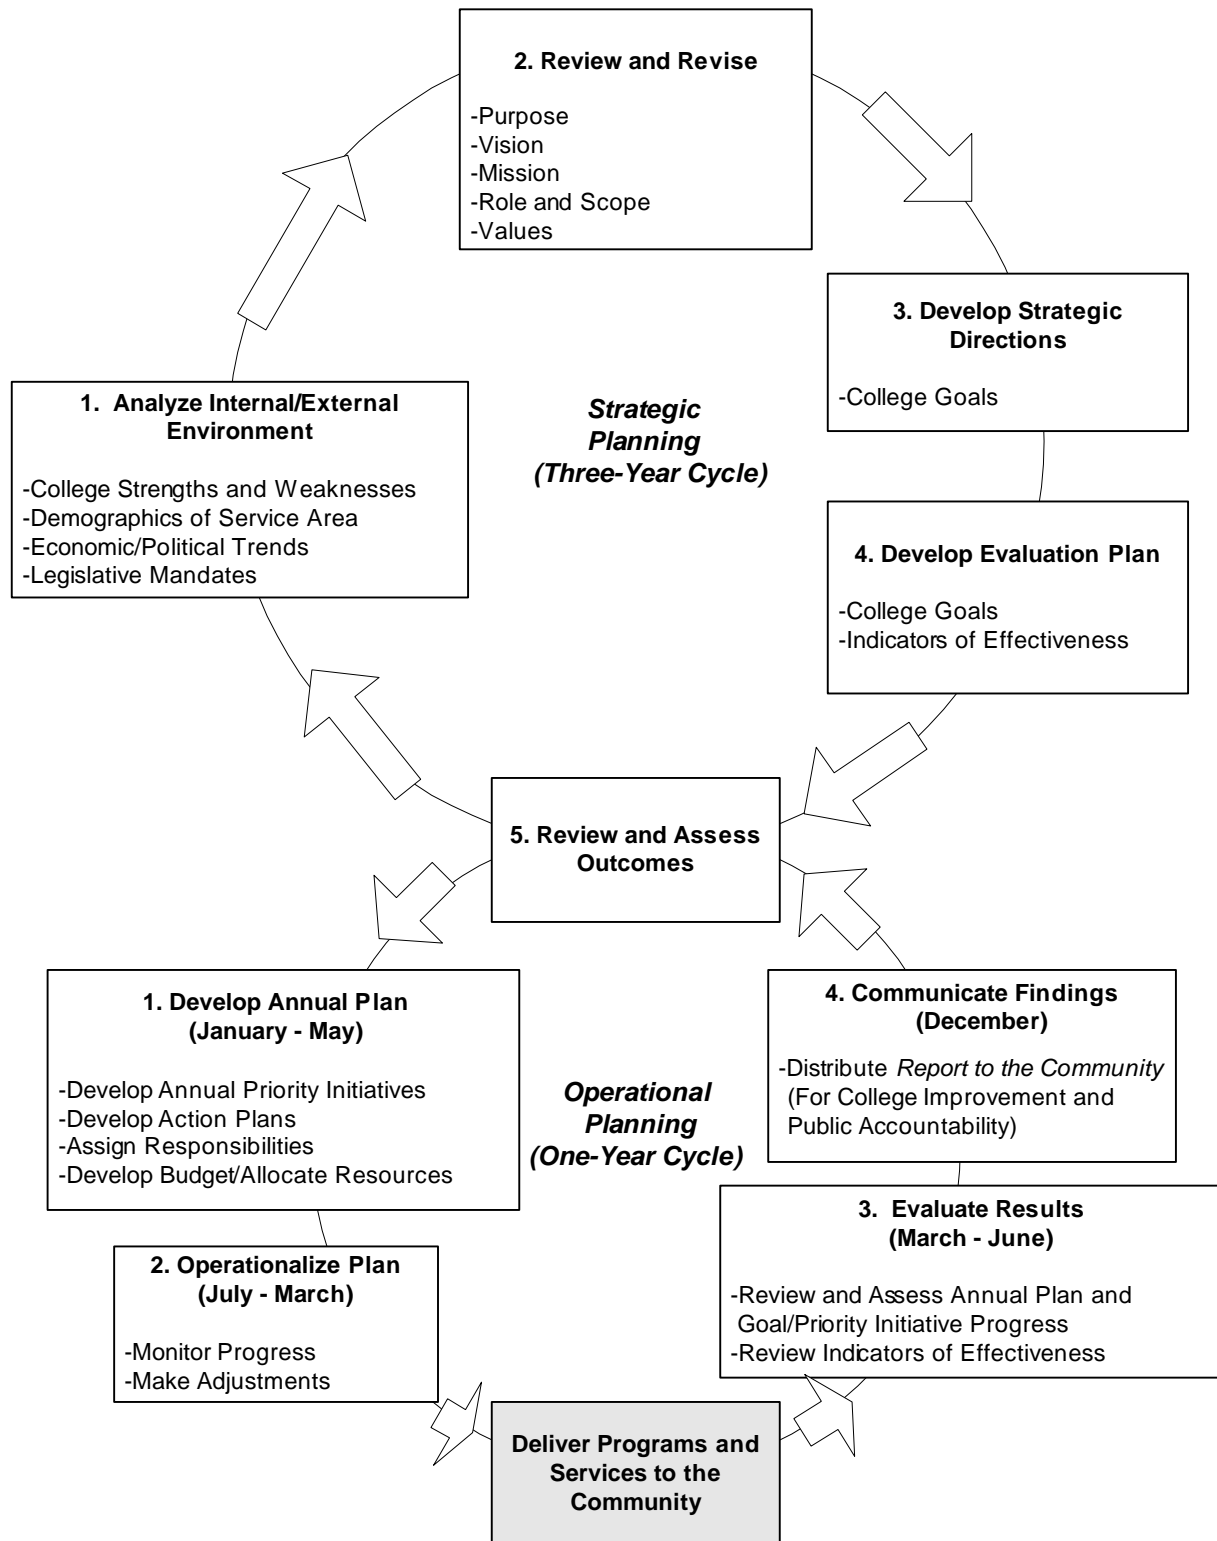 2. Review and Revise
-Purpose
-Vision
-Mission
-Role and Scope
-Values
3. Develop Strategic
Directions
-College Goals
1. Analyze Internal/External
Environment
-College Strengths and Weaknesses
-Demographics of Service Area
-Economic/Political Trends
-Legislative Mandates
Strategic
Planning
(Three-Year Cycle)
4. Develop Evaluation Plan
-College Goals
-Indicators of Effectiveness
5. Review and Assess
Outcomes
1. Develop Annual Plan
(January - May)
-Develop Annual Priority Initiatives
-Develop Action Plans
-Assign Responsibilities
-Develop Budget/Allocate Resources
Operational
Planning
(One-Year Cycle)
4. Communicate Findings
(December)
-Distribute Report to the Community
(For College Improvement and
Public Accountability)
2. Operationalize Plan
(July - March)
-Monitor Progress
-Make Adjustments
3. Evaluate Results
(March - June)
-Review and Assess Annual Plan and
Goal/Priority Initiative Progress
-Review Indicators of Effectiveness
Deliver Programs and
Services to the
Community